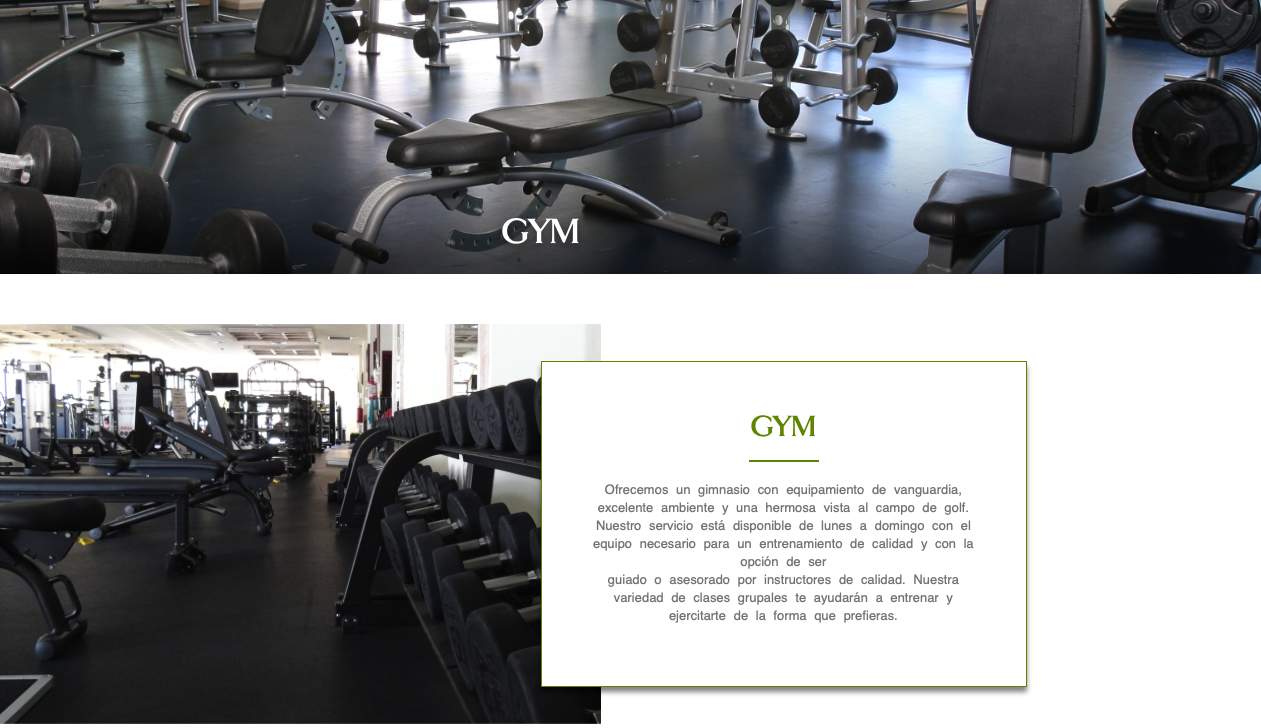 GYM
GYM
Ofrecemos un gimnasio con equipamiento de vanguardia,
excelente ambiente y una hermosa vista al campo de golf.
Nuestro servicio está disponible de lunes a domingo con el
equipo necesario para un entrenamiento de calidad y con la
opción de ser
guiado o asesorado por instructores de calidad. Nuestra
variedad de clases grupales te ayudarán a entrenar y
ejercitarte de la forma que prefieras.